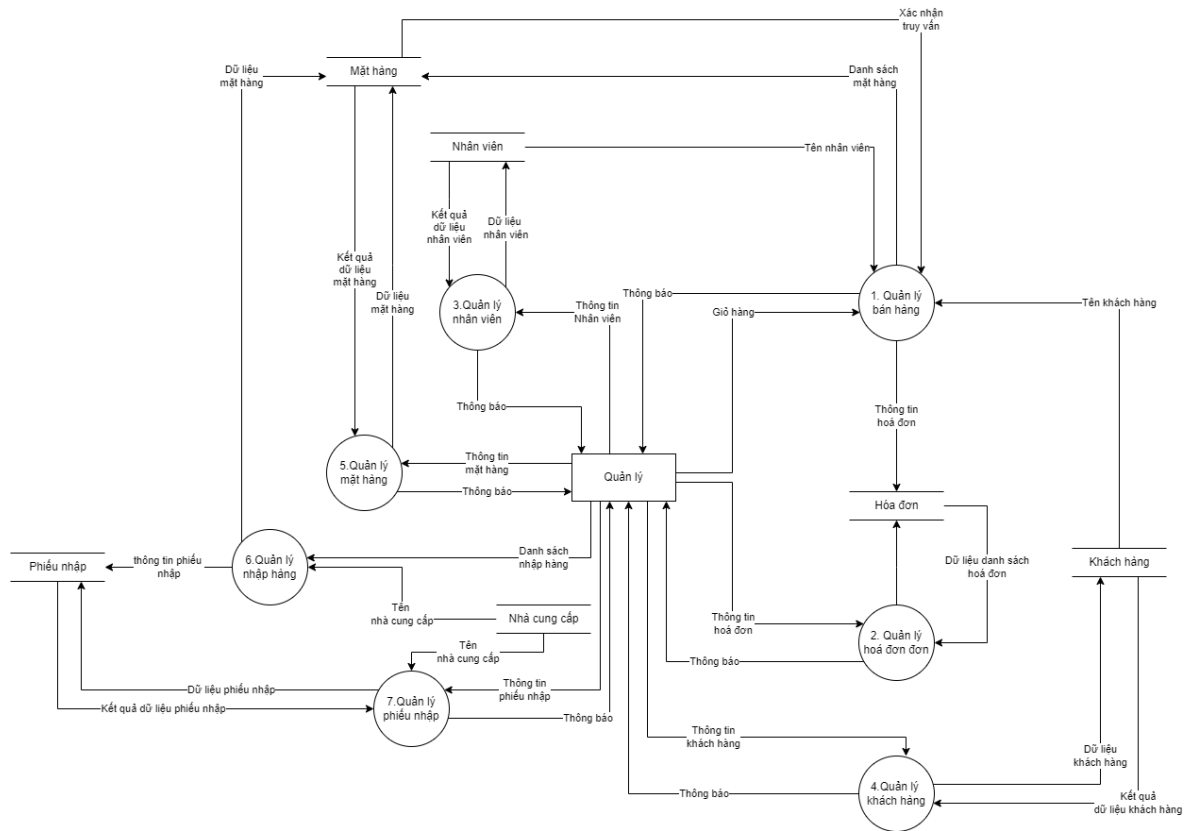 Xác nhận
truy vấn
Dữ liệu
mặt hàng
Mặt hàng
Danh sách
mặt hàng
Nhân viên
Tên nhân viên
Kết quả
dữ liệu
nhân viên
Dữ liệu
nhân viên
Kết quả
dữ liệu
mặt hàng
Dữ liệu
mặt hàng
3.Quản lý
nhân viên
Thông tin
Nhân viên
Thông báo
Giỏ hàng
1. Quản lý
bán hàng
Tên khách hàng
Thông báo
Thông tin
hoá đơn
5.Quản lý
mặt hàng
Thông tin
mặt hàng
Thông báo
Quản lý
Hóa đơn
Phiếu nhập
thông tin phiếu
nhập
6.Quản lý
nhập hàng
Danh sách
nhập hàng
Dữ liệu danh sách
hoá đơn
Khách hàng
Tên
nhà cung cấp
Nhà cung cấp
Thông tin
hoá đơn
2. Quản lý
hoá đơn đơn
Tên
nhà cung cấp
Thông báo
Dữ liệu phiếu nhập
Kết quả dữ liệu phiếu nhập
7.Quản lý
phiếu nhập
Thông tin
phiếu nhập
Thông báo
Thông tin
khách hàng
Dữ liệu
khách hàng
Thông báo
4.Quản lý
khách hàng
Kết quả
dữ liệu khách hàng